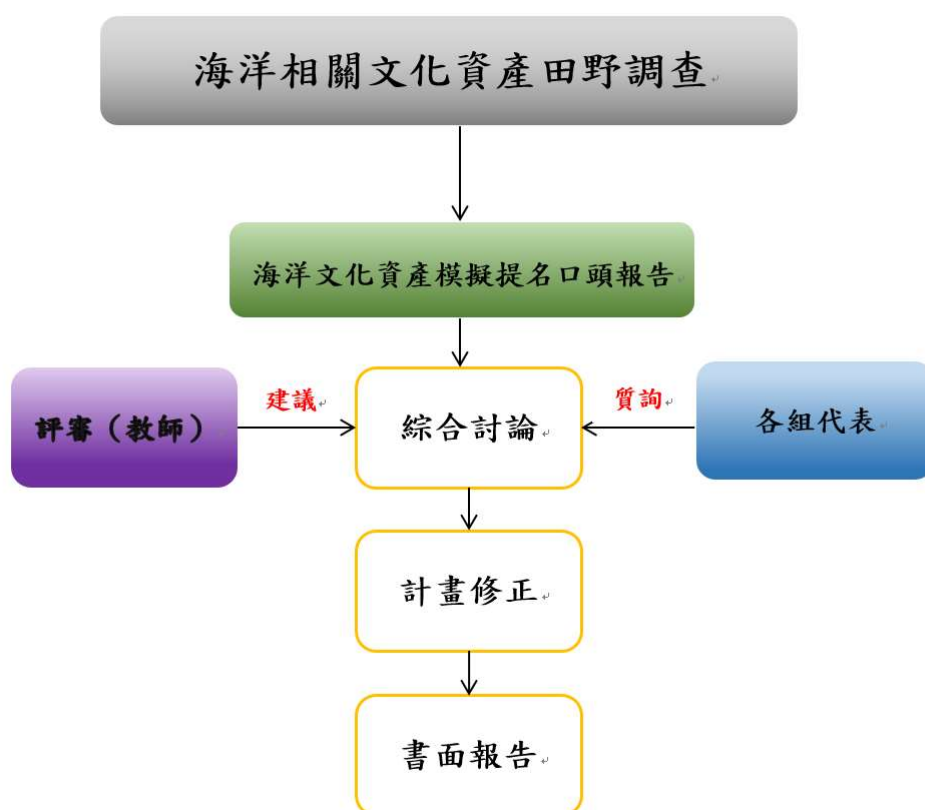 海洋相關文化資產田野調查
海洋文化資產模擬提名口頭報告
評審（教師）
建議
綜合討論
質詢
各組代表
計畫修正
書面報告